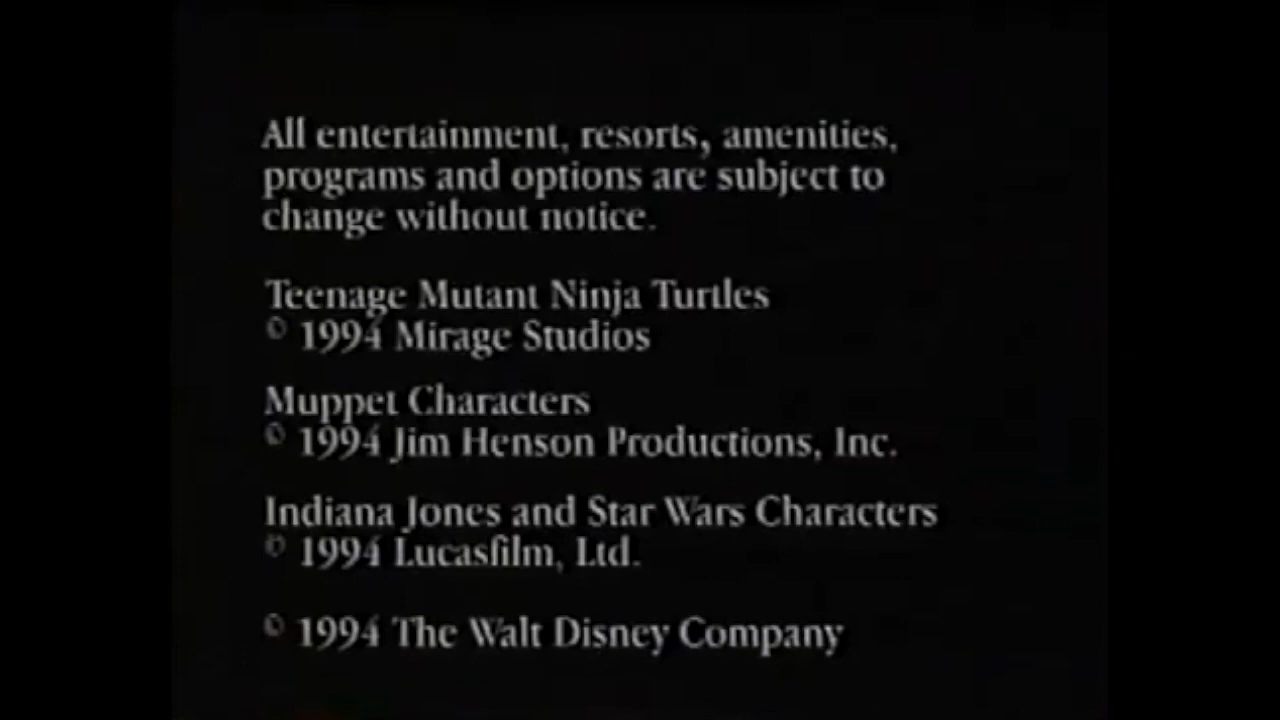 All entertainment, resorts, amenities,
programs and options are subject to
change without notice.
Teenage Mutant Ninja Turtles
© 1994 Mirage Studios
Muppet Characters
© 1994 Jim Henson Productions, Inc.
Indiana Jones and Star Wars Characters
© 1994 Lucasfilm, Ltd.
© 1994 The Walt Disney Company